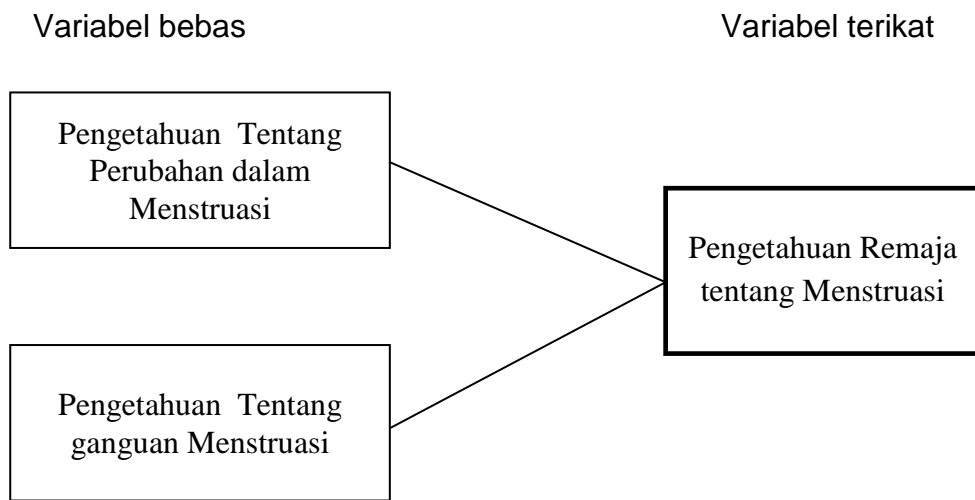 Variabel bebas
Variabel terikat
Pengetahuan Tentang
Perubahan dalam
Menstruasi
Pengetahuan Remaja
tentang Menstruasi
Pengetahuan Tentang
ganguan Menstruasi